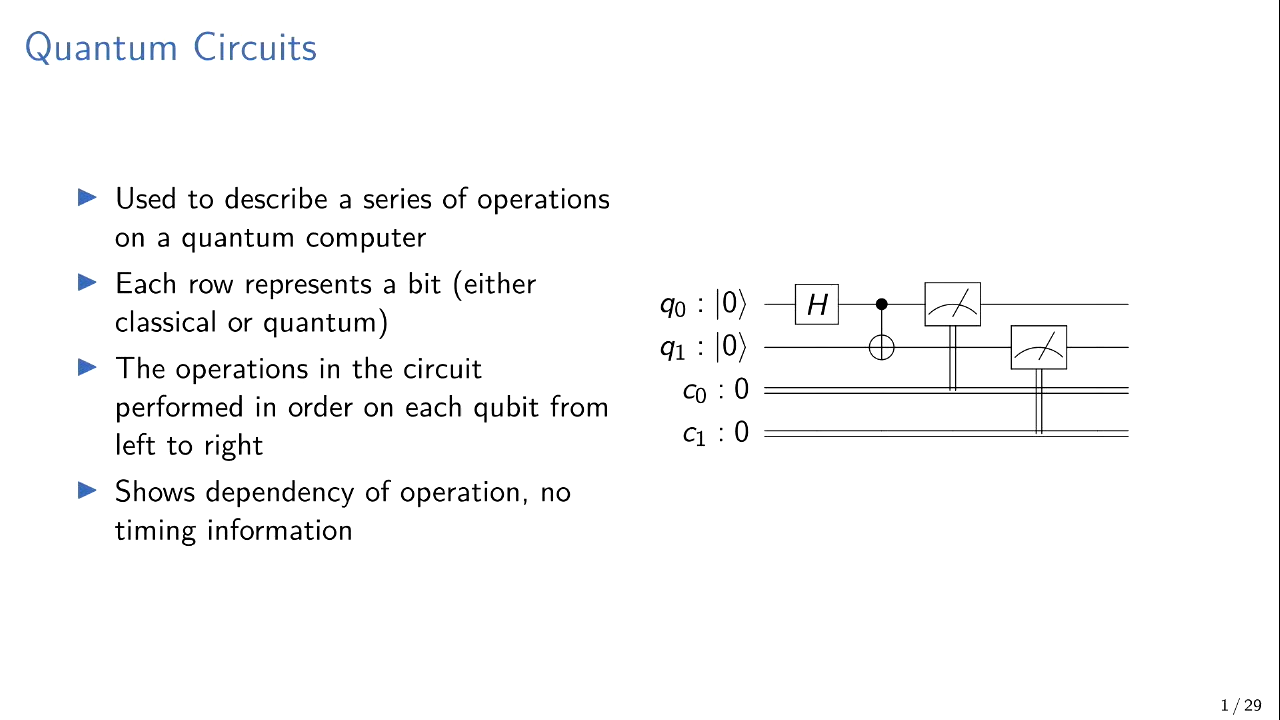 Quantum Circuits
Used to describe a series of operations
on a quantum computer
Each row represents a bit (either
classical or quantum)
The operations in the circuit
performed in order on each qubit from
left to right
Shows dependency of operation, no
timing information
q₀ : |0⟩
H
q₁ : |0⟩
c₀ : 0
c₁ : 0
1 / 29